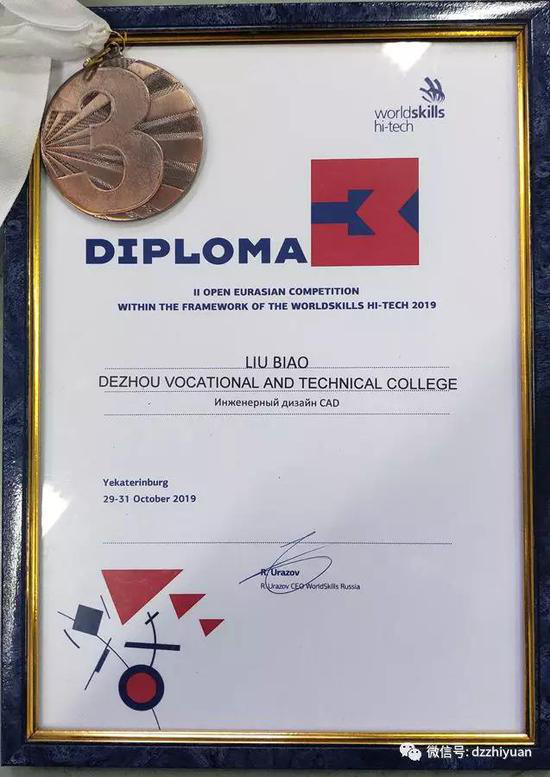 3
worldskills
hi-tech
DIPLOMA
3
II OPEN EURASIAN COMPETITION
WITHIN THE FRAMEWORK OF THE WORLDSKILLS HI-TECH 2019
LIU BIAO
DEZHOU VOCATIONAL AND TECHNICAL COLLEGE
Инженерный дизайн CAD
Yekaterinburg
29-31 October 2019
R. Urazov
R. Urazov CEO WorldSkills Russia
微信号: dzzhiyuan